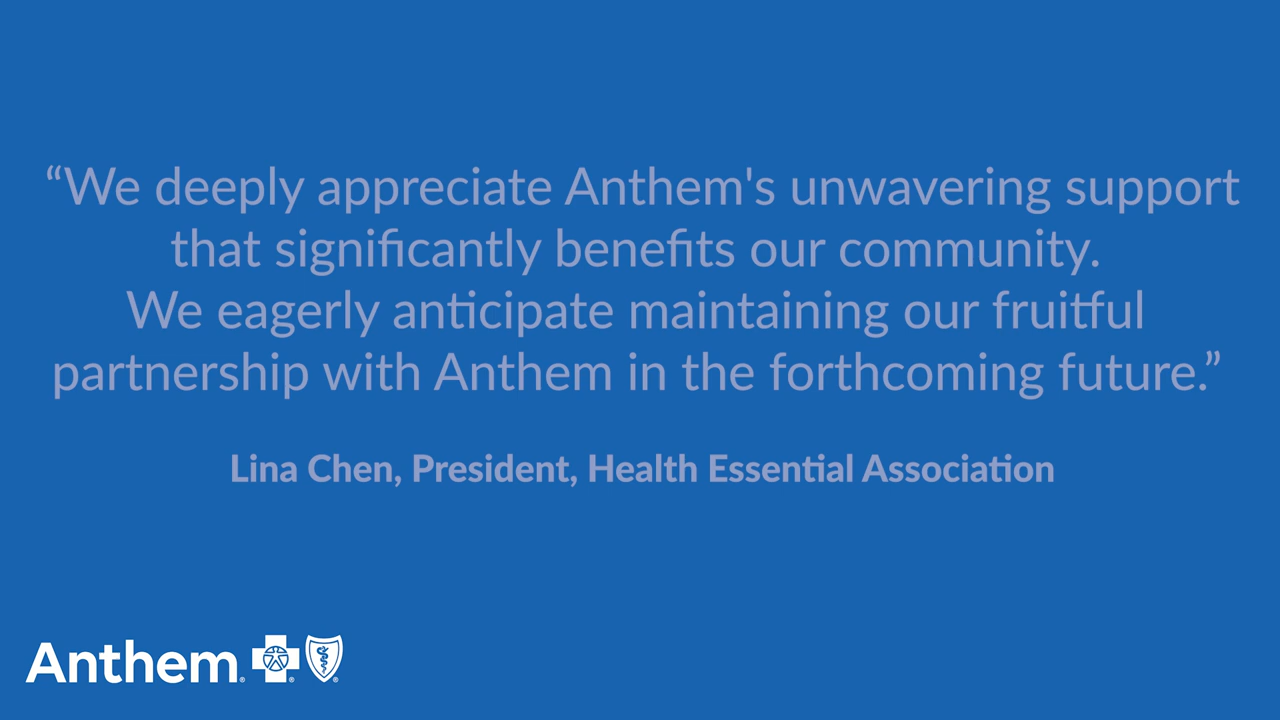 “We deeply appreciate Anthem's unwavering support
that significantly benefits our community.
We eagerly anticipate maintaining our fruitful
partnership with Anthem in the forthcoming future.”
Lina Chen, President, Health Essential Association
Anthem®